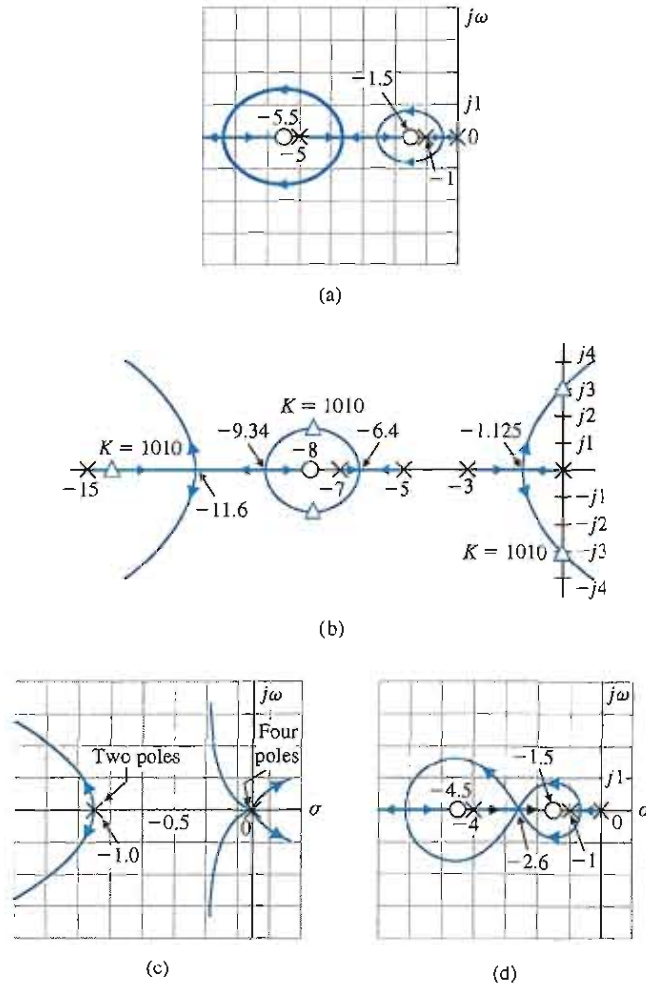 jω
−1.5
j1
−5.5
0
−5
−1
(a)
j4
K = 1010
j3
−9.34
−6.4
−1.125
j2
K = 1010
−8
j1
−15
−7
−5
−3
−j1
−11.6
−j2
K = 1010
−j3
−j4
(b)
jω
jω
Four
Two poles
poles
−1.5
−4.5
j1
σ
σ
−0.5
0
−4
0
−1.0
−2.6
−1
(c)
(d)